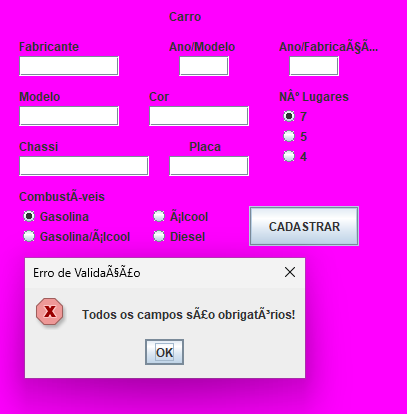 Carro
Fabricante Ano/Modelo Ano/FabricaÃ§Ã...
Modelo Cor NÂº Lugares
7
5
4
Chassi Placa
CombustÃ­veis
Gasolina Ã¡lcool
Gasolina/Ã¡lcool Diesel
CADASTRAR
Erro de ValidaÃ§Ã£o
Todos os campos sÃ£o obrigatÃ³rios!
OK